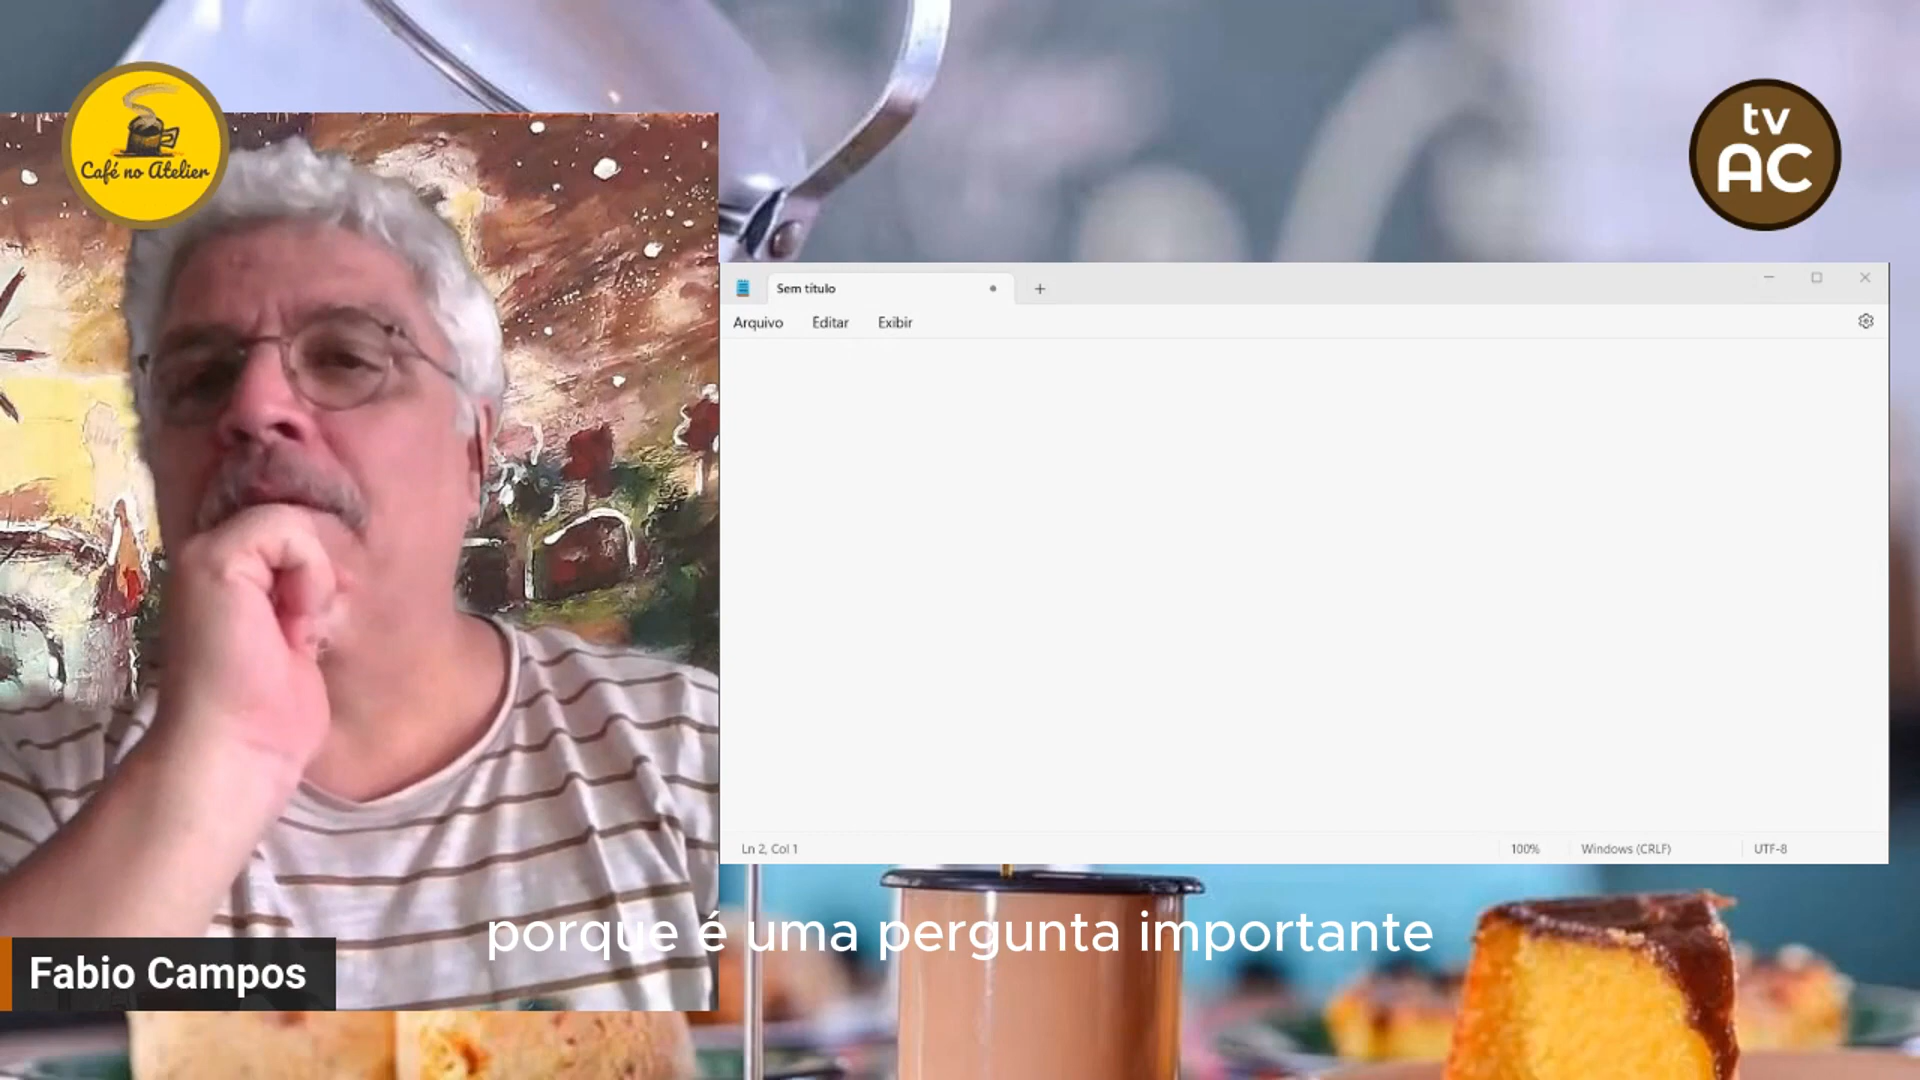 Café no Atelier
tv
AC
Sem título
Arquivo Editar Exibir
Ln 2, Col 1 100% Windows (CRLF) UTF-8
porque é uma pergunta importante
Fabio Campos